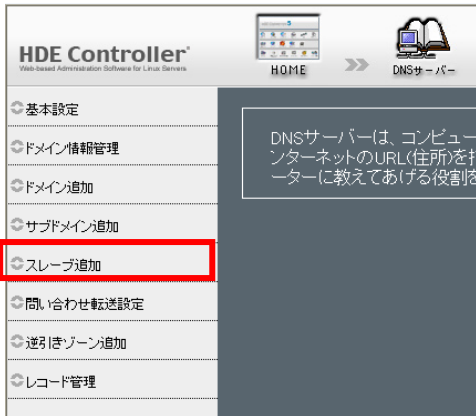 HDE Controller
Web-based Administration Software for Linux Servers
HOME
DNSサーバー
基本設定
ドメイン情報管理
ドメイン追加
サブドメイン追加
スレーブ追加
問い合わせ転送設定
逆引きゾーン追加
レコード管理
DNSサーバーは、コンピュー
ンターネットのURL(住所)を
ーターに教えてあげる役割を